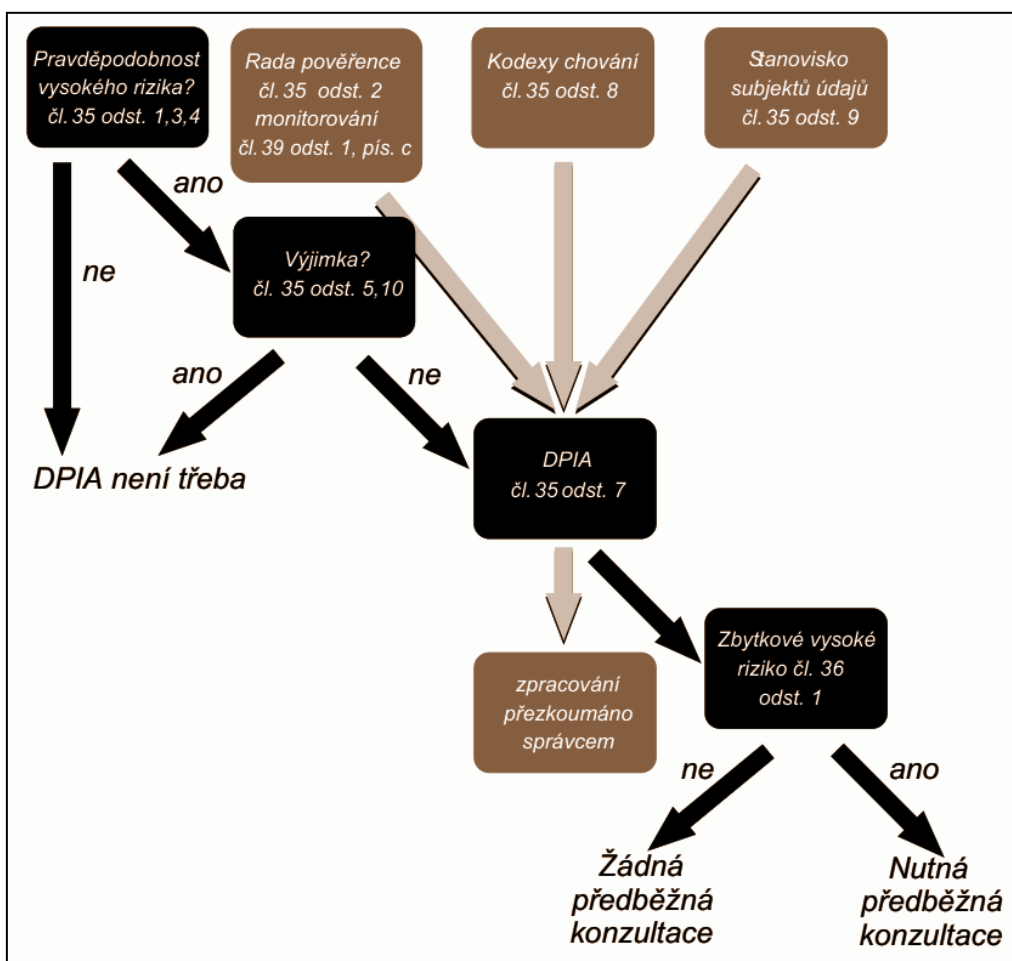 Pravděpodobnost
vysokého rizika?
čl. 35 odst. 1,3,4
Rada pověřence
čl. 35 odst. 2
monitorování
čl. 39 odst. 1, pís. c
Kodexy chování
čl. 35 odst. 8
Stanovisko
subjektů údajů
čl. 35 odst. 9
ano
ne
Výjimka?
čl. 35 odst. 5,10
ano
ne
DPIA není třeba
DPIA
čl. 35 odst. 7
zpracování
přezkoumáno
správcem
Zbytkové vysoké
riziko čl. 36
odst. 1
ne
ano
Žádná
předběžná
konzultace
Nutná
předběžná
konzultace